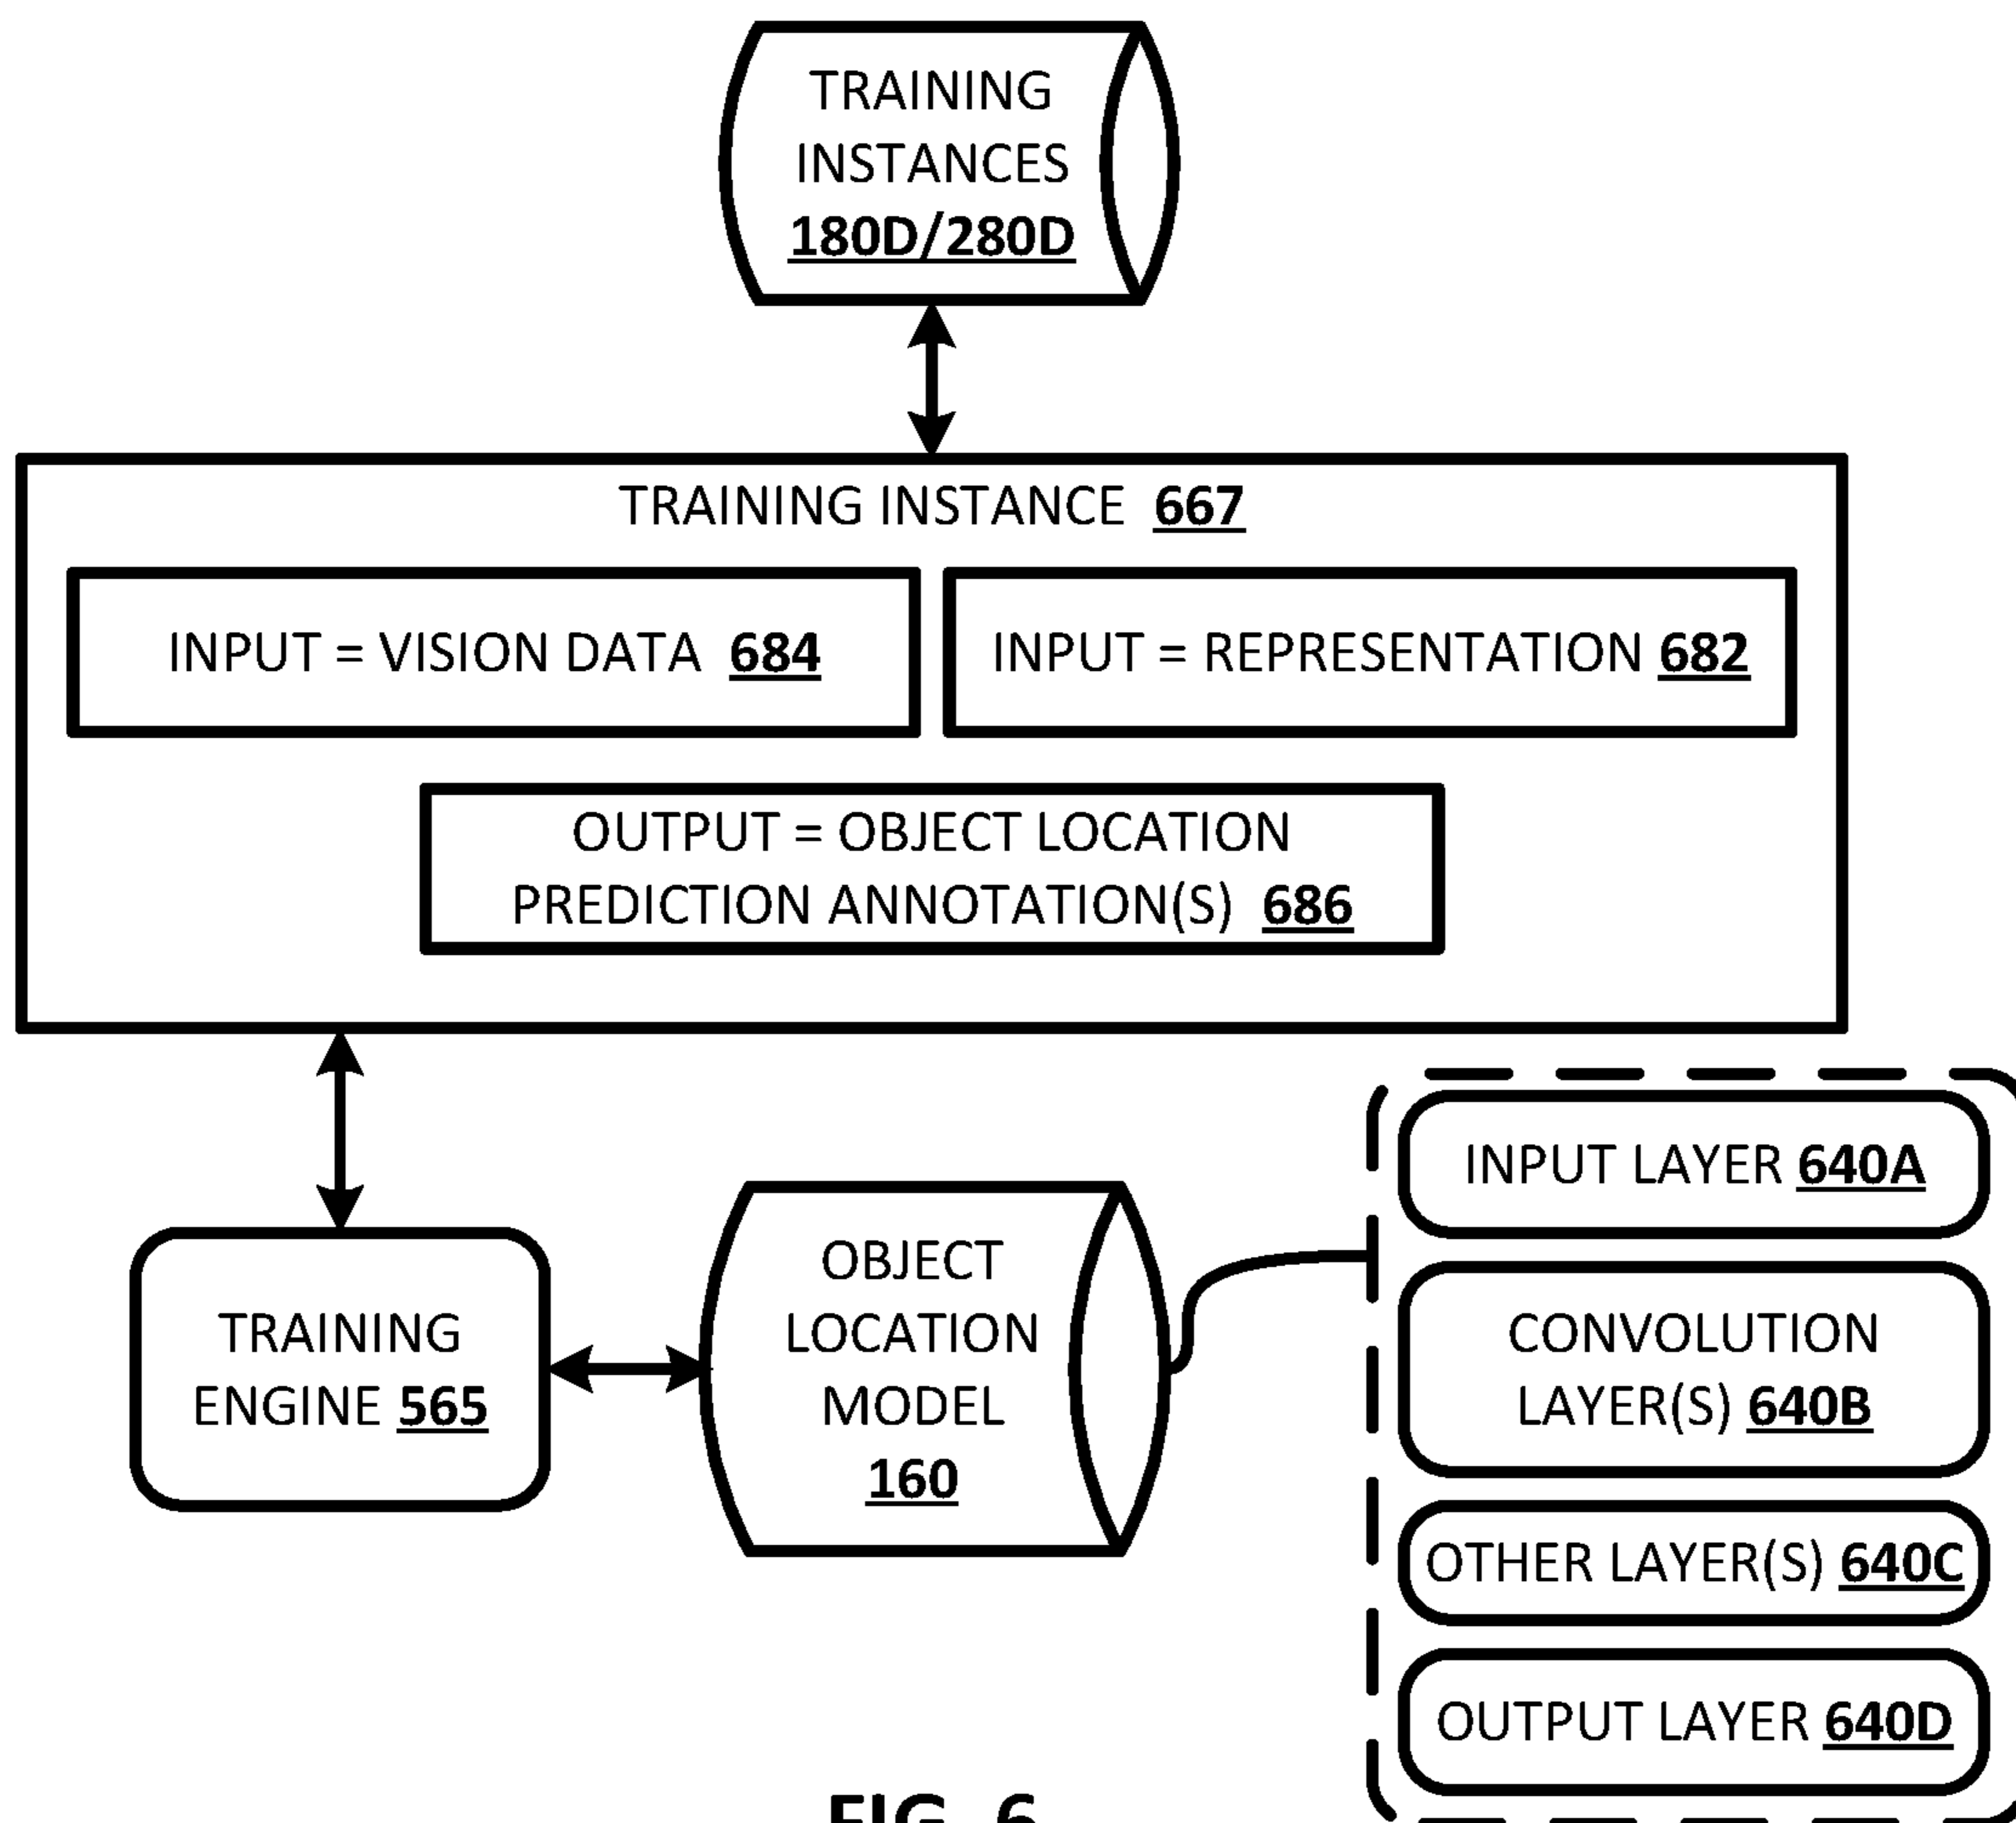 TRAINING
INSTANCES
180D/280D
TRAINING INSTANCE 667
INPUT = VISION DATA 684
INPUT = REPRESENTATION 682
OUTPUT = OBJECT LOCATION
PREDICTION ANNOTATION(S) 686
TRAINING
ENGINE 565
OBJECT
LOCATION
MODEL
160
INPUT LAYER 640A
CONVOLUTION
LAYER(S) 640B
OTHER LAYER(S) 640C
OUTPUT LAYER 640D
FIG. 6